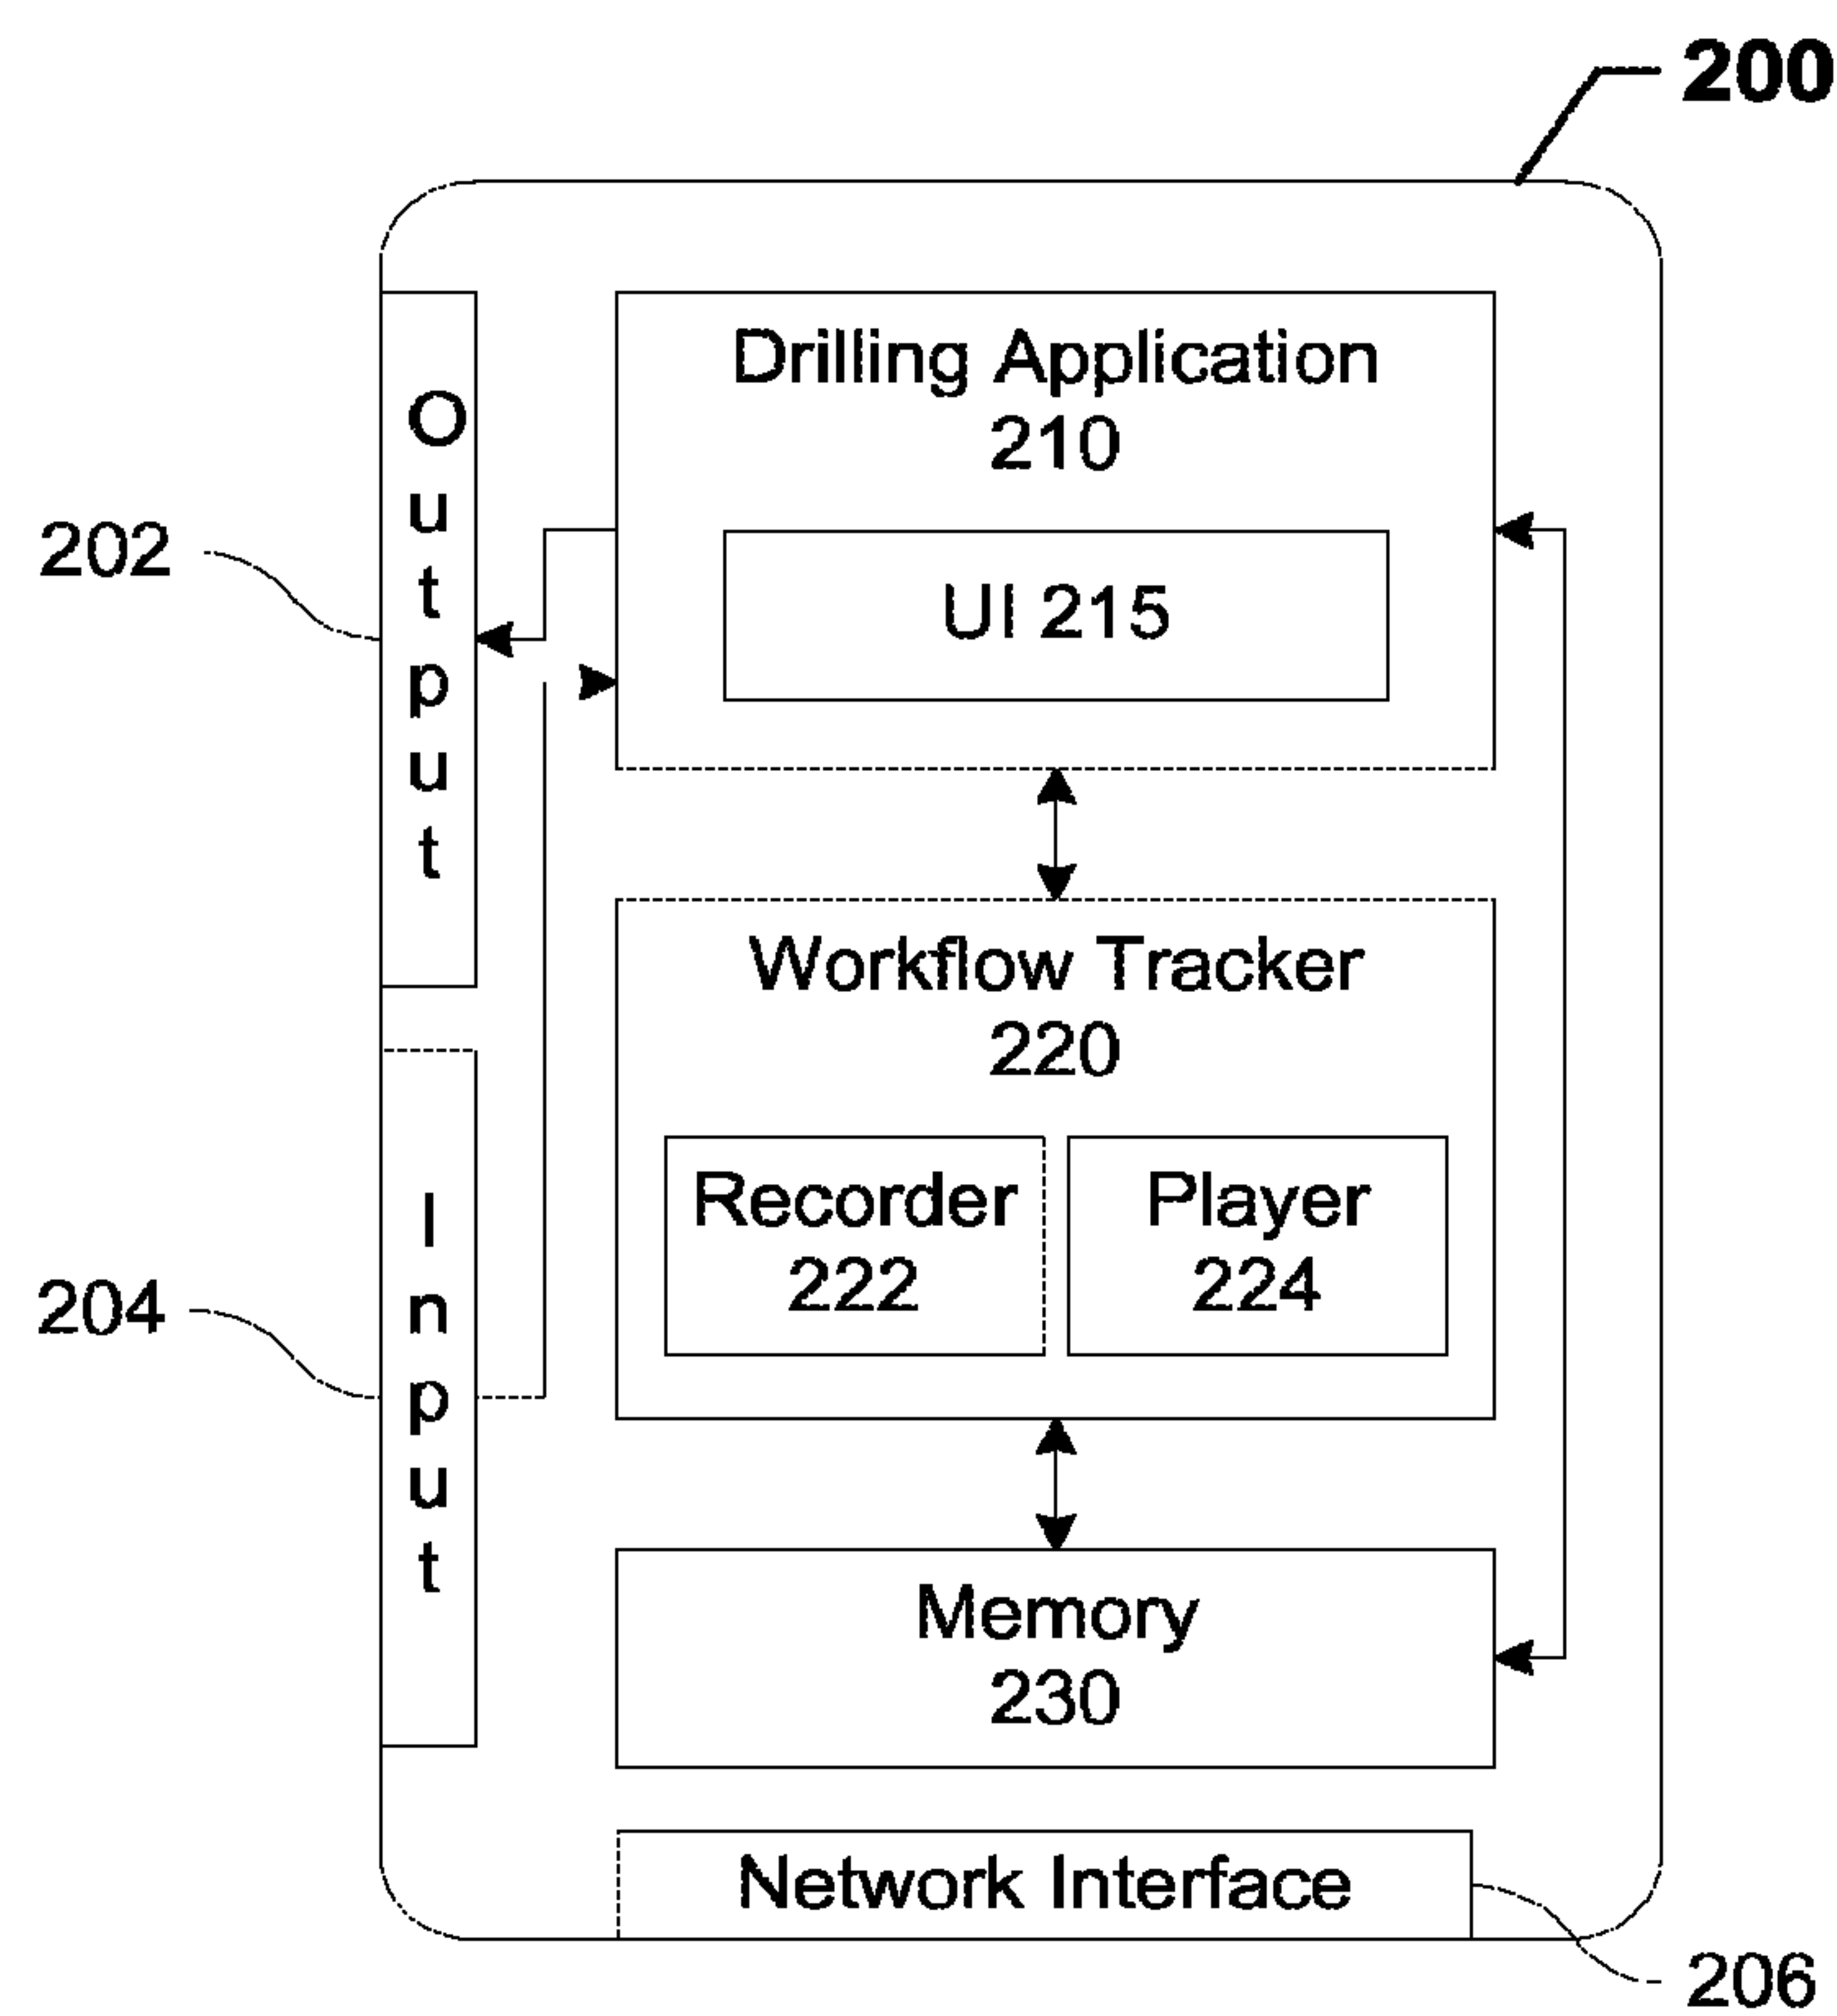 200
Drilling Application
210
UI 215
Output
202
Workflow Tracker
220
Recorder
222
Player
224
Input
204
Memory
230
Network Interface
206